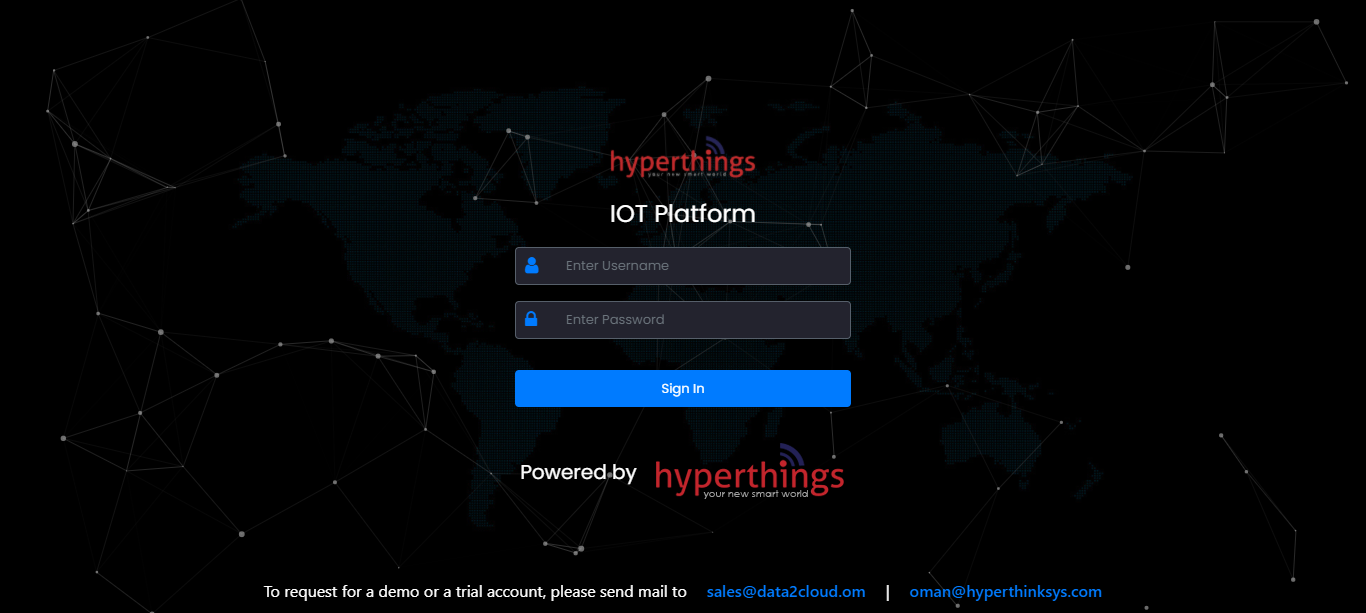 hyperthings
your new smart world
IOT Platform
Enter Username
Enter Password
Sign In
Powered by hyperthings
your new smart world
To request for a demo or a trial account, please send mail to sales@data2cloud.om | oman@hyperthinksys.com